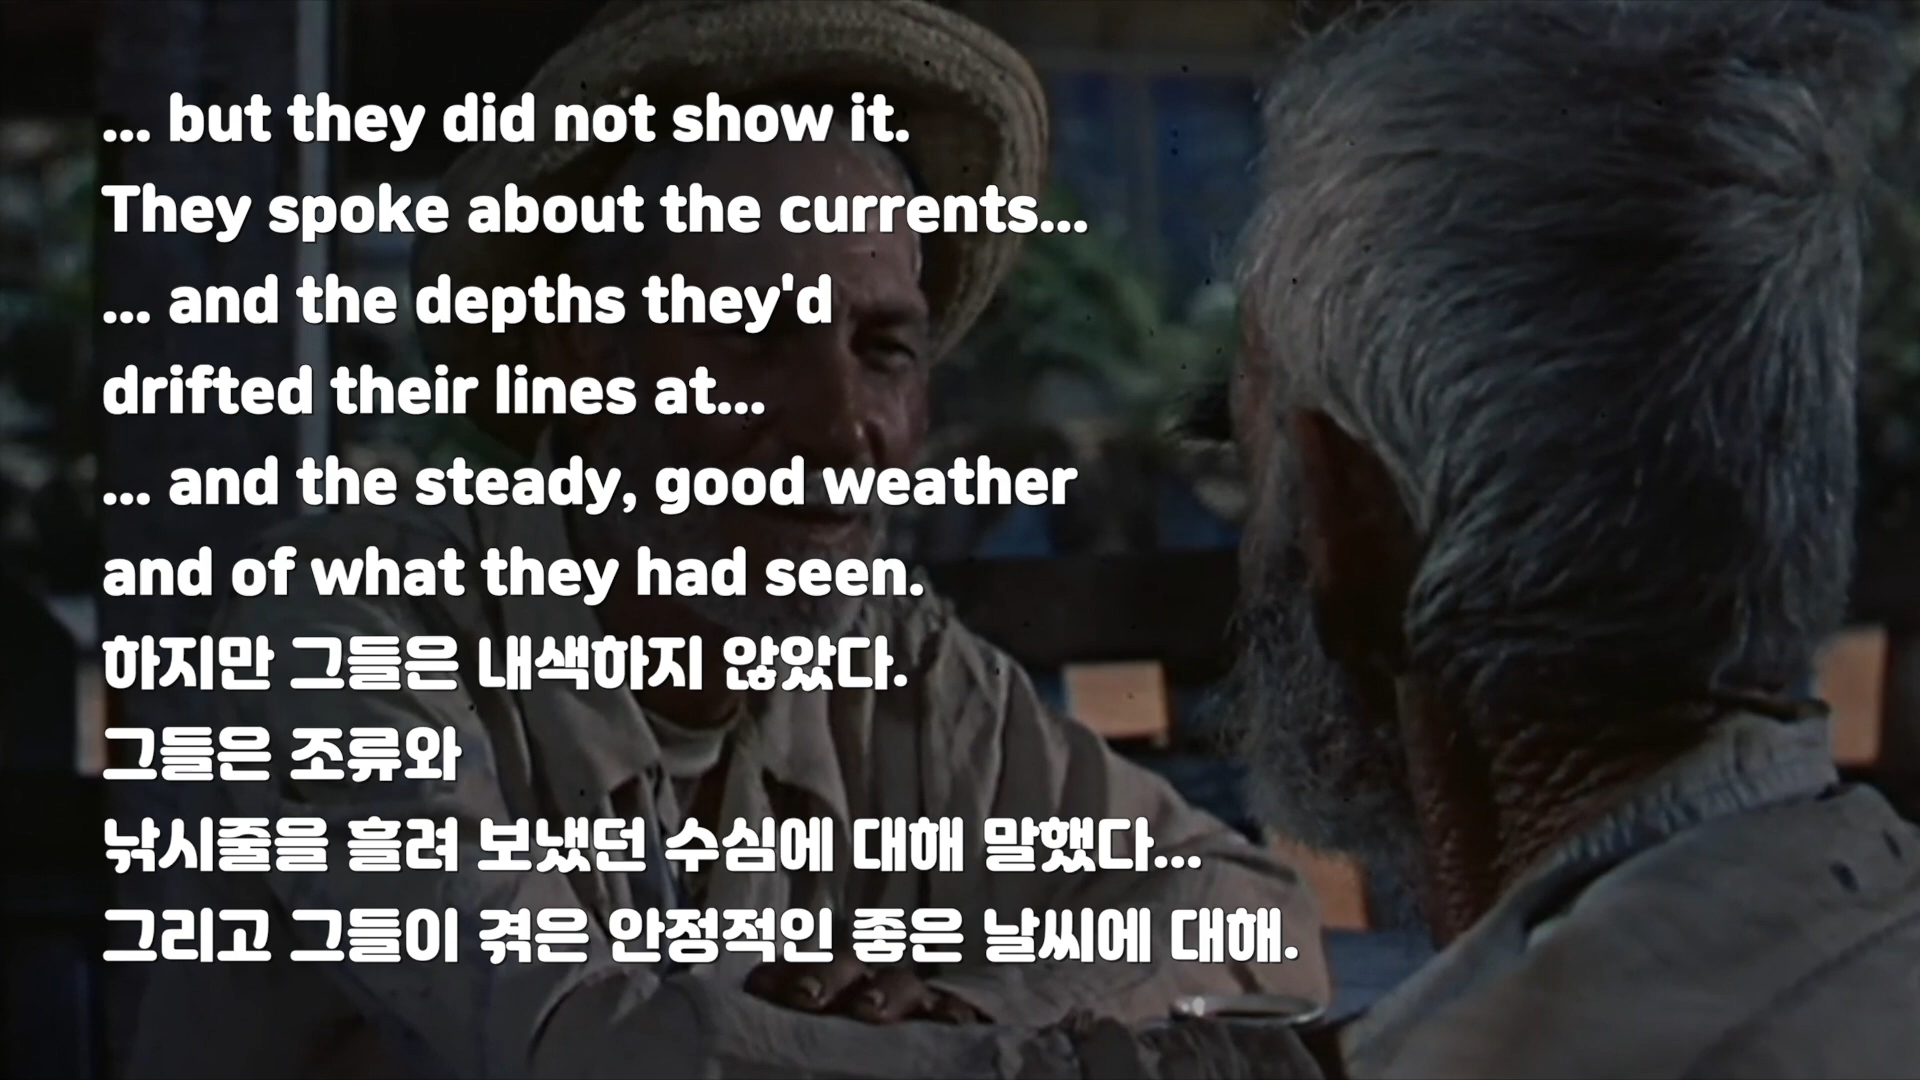 ... but they did not show it.
They spoke about the currents...
... and the depths they'd
drifted their lines at...
... and the steady, good weather
and of what they had seen.
하지만 그들은 내색하지 않았다.
그들은 조류와
낚시줄을 흘려 보냈던 수심에 대해 말했다...
그리고 그들이 겪은 안정적인 좋은 날씨에 대해.